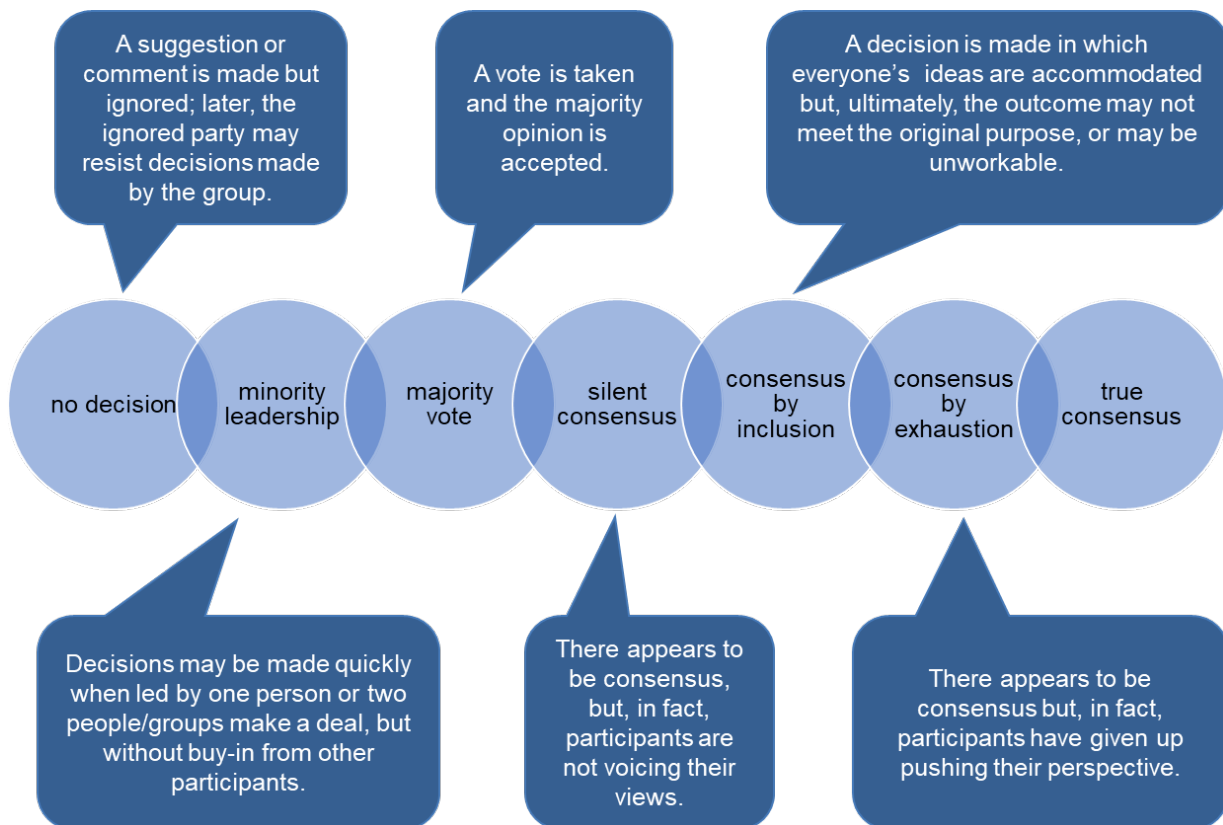 A suggestion or
comment is made but
ignored; later, the
ignored party may
resist decisions made
by the group.
A vote is taken
and the majority
opinion is
accepted.
A decision is made in which
everyone's ideas are accommodated
but, ultimately, the outcome may not
meet the original purpose, or may be
unworkable.
no decision
minority
leadership
majority
vote
silent
consensus
consensus
by
inclusion
consensus
by
exhaustion
true
consensus
Decisions may be made quickly
when led by one person or two
people/groups make a deal, but
without buy-in from other
participants.
There appears to
be consensus,
but, in fact,
participants are
not voicing their
views.
There appears to be
consensus but, in fact,
participants have given up
pushing their perspective.